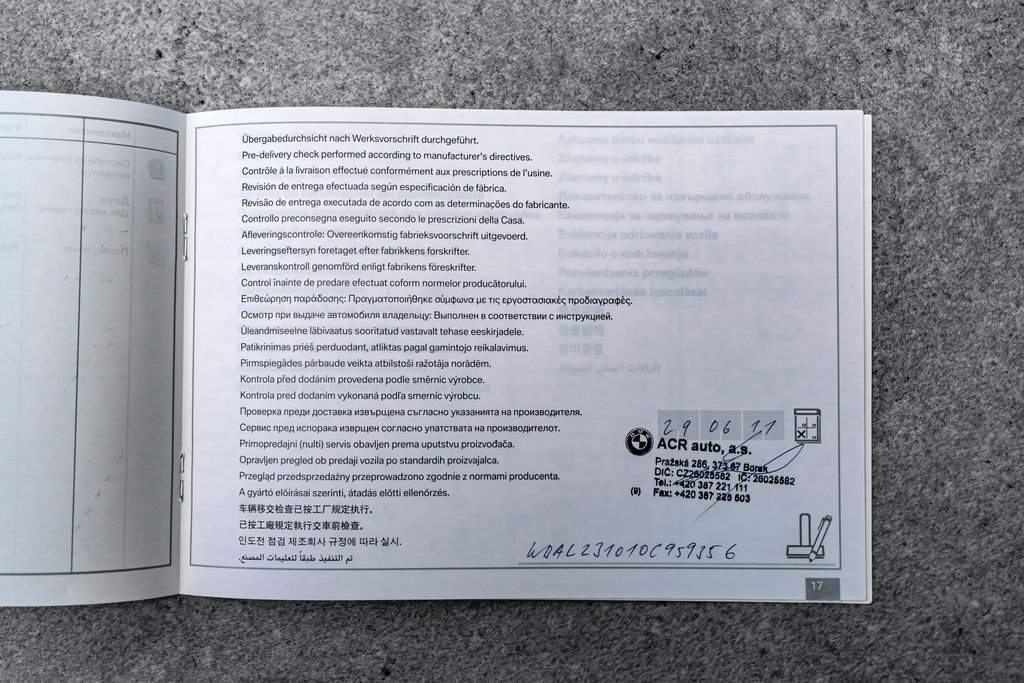 Übergabedurchsicht nach Werksvorschrift durchgeführt.
Pre-delivery check performed according to manufacturer's directives.
Contrôle à la livraison effectué conformément aux prescriptions de l'usine.
Revisión de entrega efectuada según especificación de fábrica.
Revisão de entrega executada de acordo com as determinações do fabricante.
Controllo preconsegna eseguito secondo le prescrizioni della Casa.
Afleveringscontrole: Overeenkomstig fabrieksvoorschrift uitgevoerd.
Leveringseftersyn foretaget efter fabrikkens forskrifter.
Leveranskontroll genomförd enligt fabrikens föreskrifter.
Control înainte de predare efectuat coform normelor producătorului.
Επιθεώρηση παράδοσης: Πραγματοποιήθηκε σύμφωνα με τις εργοστασιακές προδιαγραφές.
Осмотр при выдаче автомобиля владельцу: Выполнен в соответствии с инструкцией.
Üleandmiseelne läbivaatus sooritatud vastavalt tehase eeskirjadele.
Patikrinimas prieš perduodant, atliktas pagal gamintojo reikalavimus.
Pirmspiegādes pārbaude veikta atbilstoši ražotāja norādēm.
Kontrola před dodáním provedena podle směrnic výrobce.
Kontrola pred dodaním vykonaná podľa smerníc výrobcu.
Проверка преди доставка извършена съгласно указанията на производителя.
Сервис пред испорака извршен согласно упатствата на производителот.
Primopredajni (nulti) servis obavljen prema uputstvu proizvođača.
Opravljen pregled ob predaji vozila po standardih proizvajalca.
Przegląd przedsprzedażny przeprowadzono zgodnie z normami producenta.
A gyártó előírásai szerinti, átadás előtti ellenőrzés.
车辆移交检查已按工厂规定执行。
已按工廠規定執行交車前檢查。
인도전 점검 제조회사 규정에 따라 실시.
تم التنفيذ طبقاً لتعليمات المصنع.
29 06 11
ACR auto, a.s.
Pražská 286, 373 67 Borek
DIČ: CZ26025582 IČ: 26025582
Tel.: +420 387 221 111
(9) Fax: +420 387 225 503
17